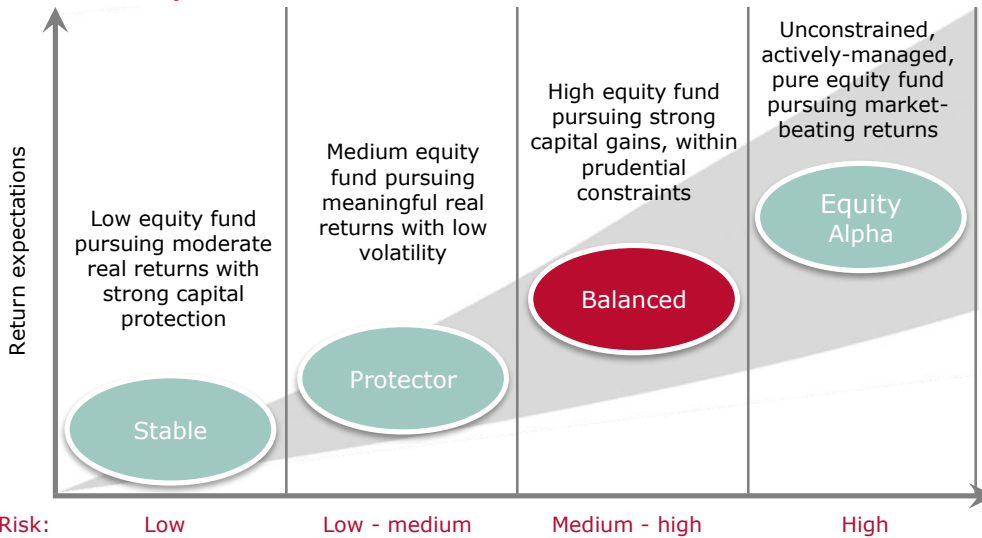 Unconstrained,
actively-managed,
pure equity fund
pursuing market-
beating returns
High equity fund
pursuing strong
capital gains, within
prudential
constraints
Medium equity
fund pursuing
meaningful real
returns with low
volatility
Low equity fund
pursuing moderate
real returns with
strong capital
protection
Return expectations
Equity
Alpha
Balanced
Protector
Stable
Risk:
Low
Low - medium
Medium - high
High